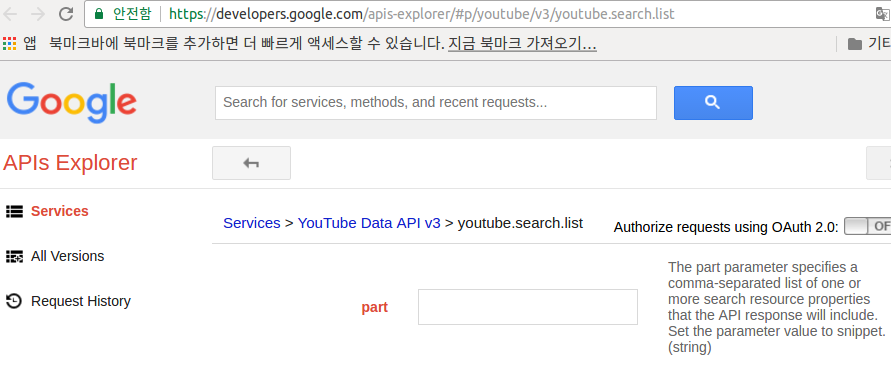 안전함 https://developers.google.com/apis-explorer/#p/youtube/v3/youtube.search.list
앱 북마크바에 북마크를 추가하면 더 빠르게 액세스할 수 있습니다. 지금 북마크 가져오기... 기타
Google Search for services, methods, and recent requests...
APIs Explorer
Services
Services > YouTube Data API v3 > youtube.search.list Authorize requests using OAuth 2.0: OF
All Versions
Request History
part
The part parameter specifies a
comma-separated list of one or
more search resource properties
that the API response will include.
Set the parameter value to snippet.
(string)